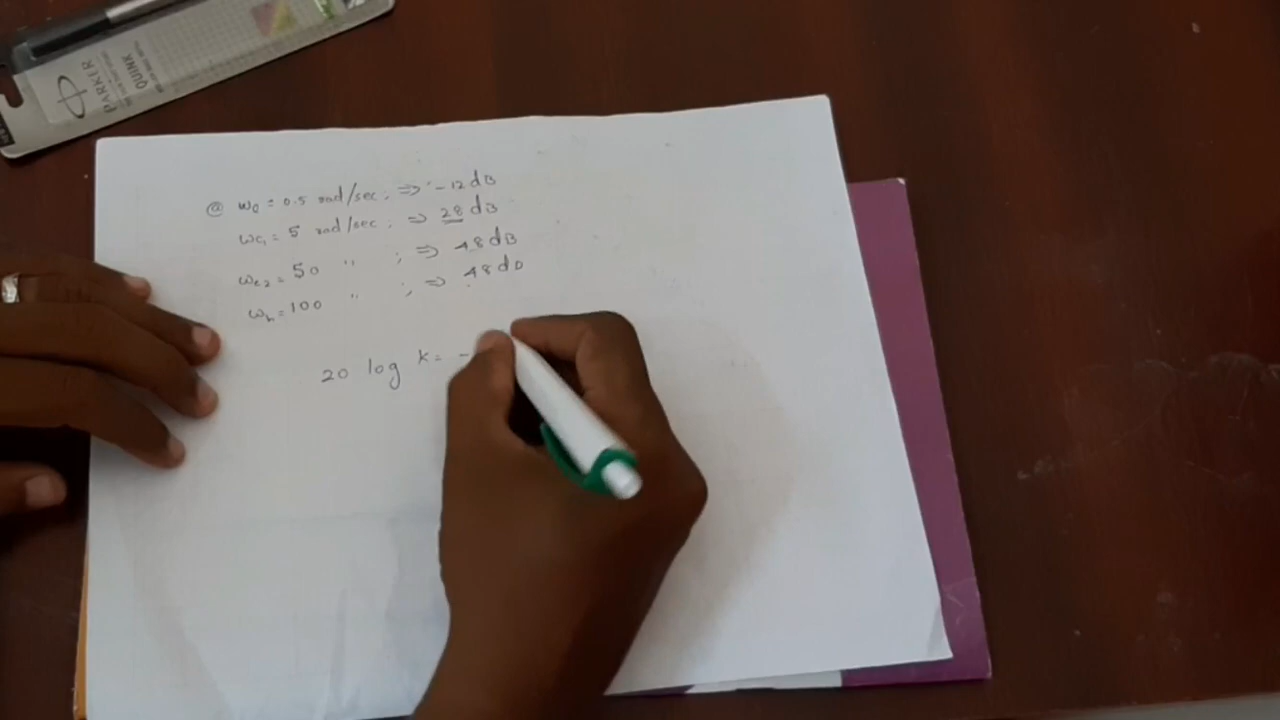 PARKER
QUINK
@ ωl = 0.5 rad/sec ; ⇒ -12 dB
ωc1 = 5 rad/sec ; ⇒ 28 dB
ωc2 = 50 " ; ⇒ 48 dB
ωh = 100 " ; ⇒ 48 dB
20 log K = -